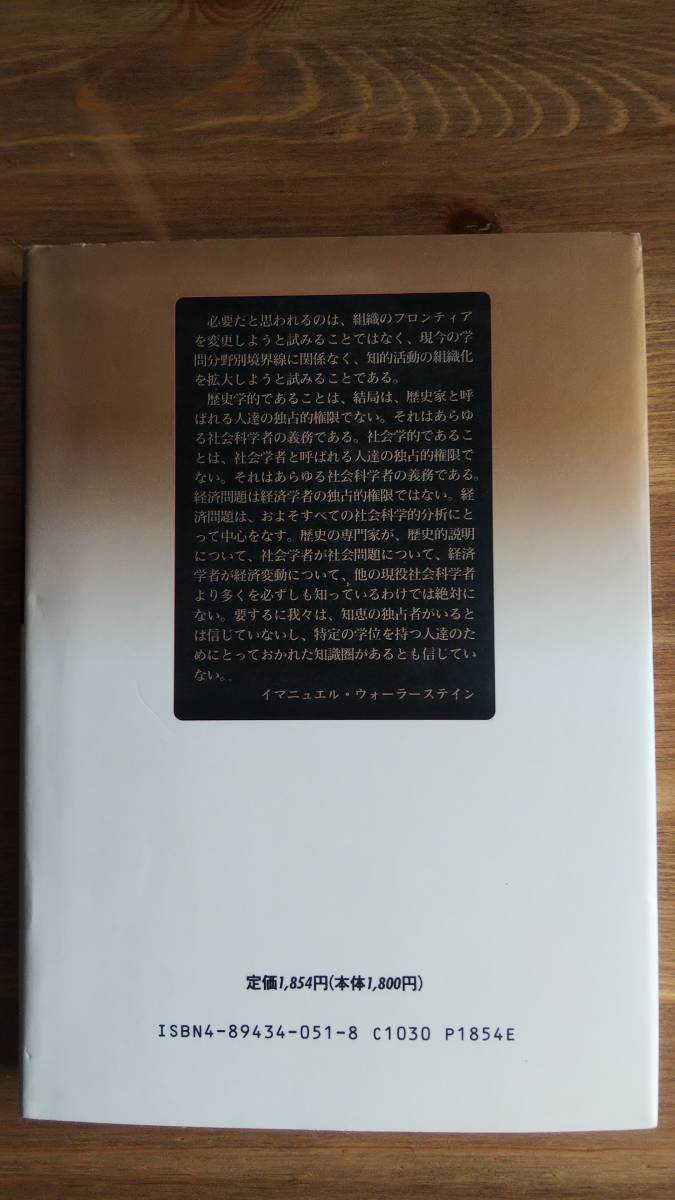 必要だと思われるのは、組織のフロンティア
を変更しようと試みることではなく、現今の学
問分野別境界線に関係なく、知的活動の組織化
を拡大しようと試みることである。
歴史学的であることは、結局は、歴史家と呼
ばれる人達の独占的権限でない。それはあらゆ
る社会科学者の義務である。社会学的であるこ
とは、社会学者と呼ばれる人達の独占的権限で
ない。それはあらゆる社会科学者の義務である。
経済問題は経済学者の独占的権限ではない。経
済問題は、およそすべての社会科学的分析にと
って中心をなす。歴史の専門家が、歴史的説明
について、社会学者が社会問題について、経済
学者が経済変動について、他の現役社会科学者
より多くを必ずしも知っているわけでは絶対に
ない。要するに我々は、知恵の独占者がいると
は信じていないし、特定の学位を持つ人達のた
めにとっておかれた知識圏があるとも信じてい
ない。
イマニュエル・ウォーラーステイン
定価1,854円(本体1,800円)
ISBN4-89434-051-8 C1030 P1854E